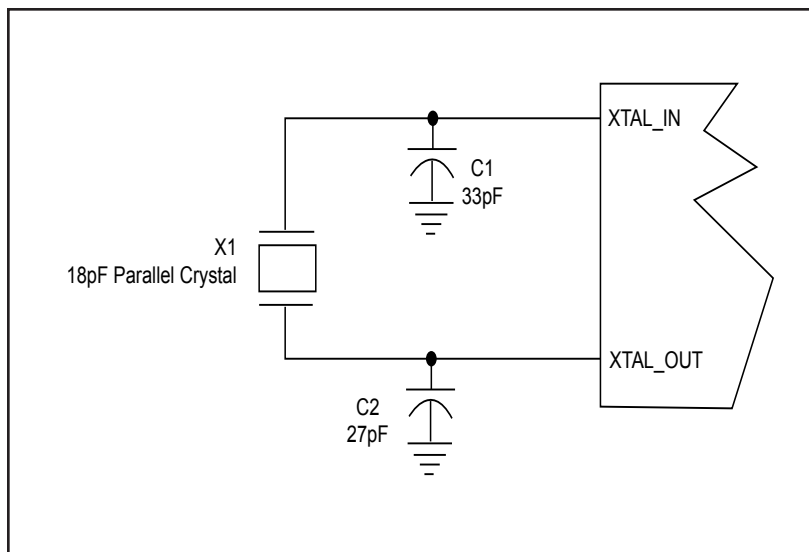 XTAL_IN
C1
33pF
X1
18pF Parallel Crystal
XTAL_OUT
C2
27pF